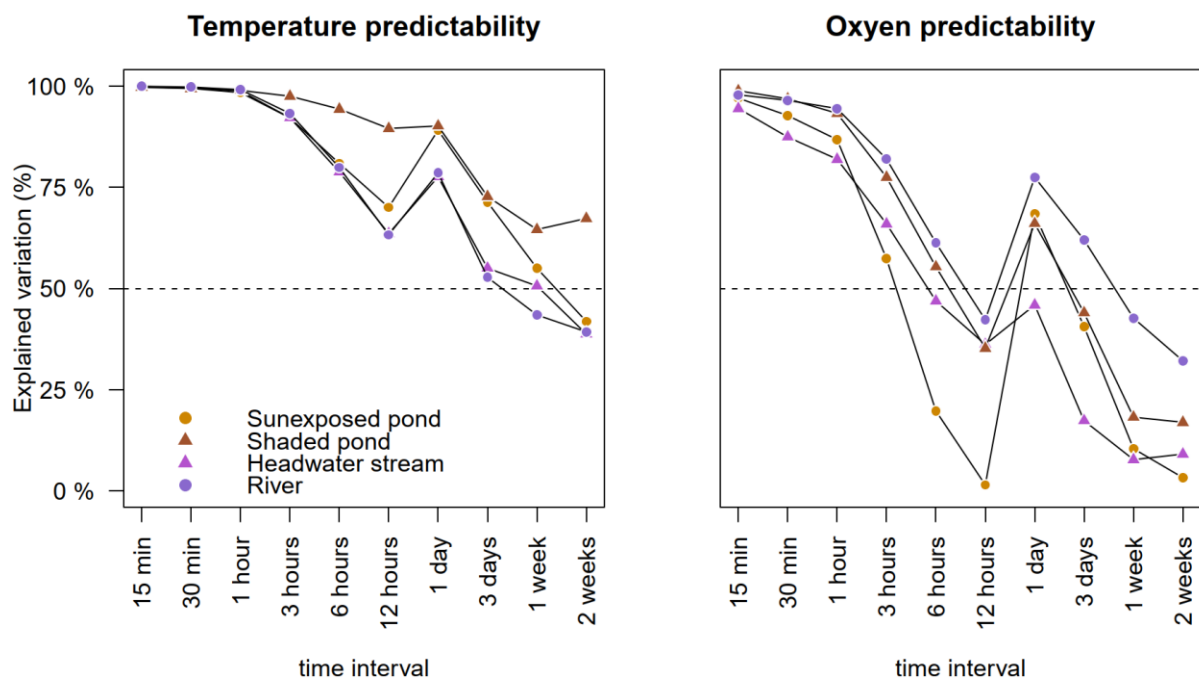 Temperature predictability
Oxyen predictability
Explained variation (%)
100 %
75 %
50 %
25 %
0 %
Sunexposed pond
Shaded pond
Headwater stream
River
15 min
30 min
1 hour
3 hours
6 hours
12 hours
1 day
3 days
1 week
2 weeks
time interval
15 min
30 min
1 hour
3 hours
6 hours
12 hours
1 day
3 days
1 week
2 weeks
time interval